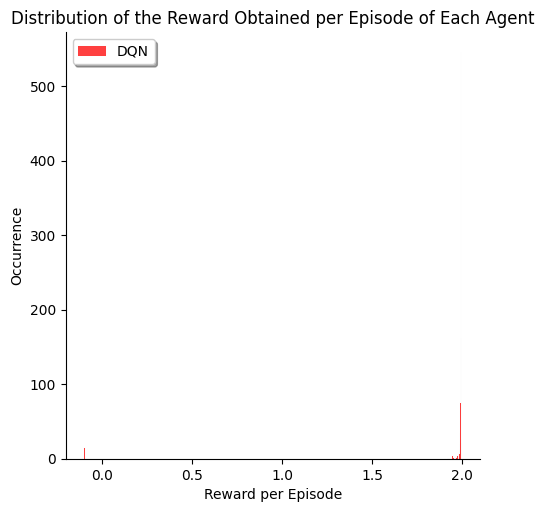 Distribution of the Reward Obtained per Episode of Each Agent
DQN
500
400
300
200
100
0
Occurrence
0.0 0.5 1.0 1.5 2.0
Reward per Episode